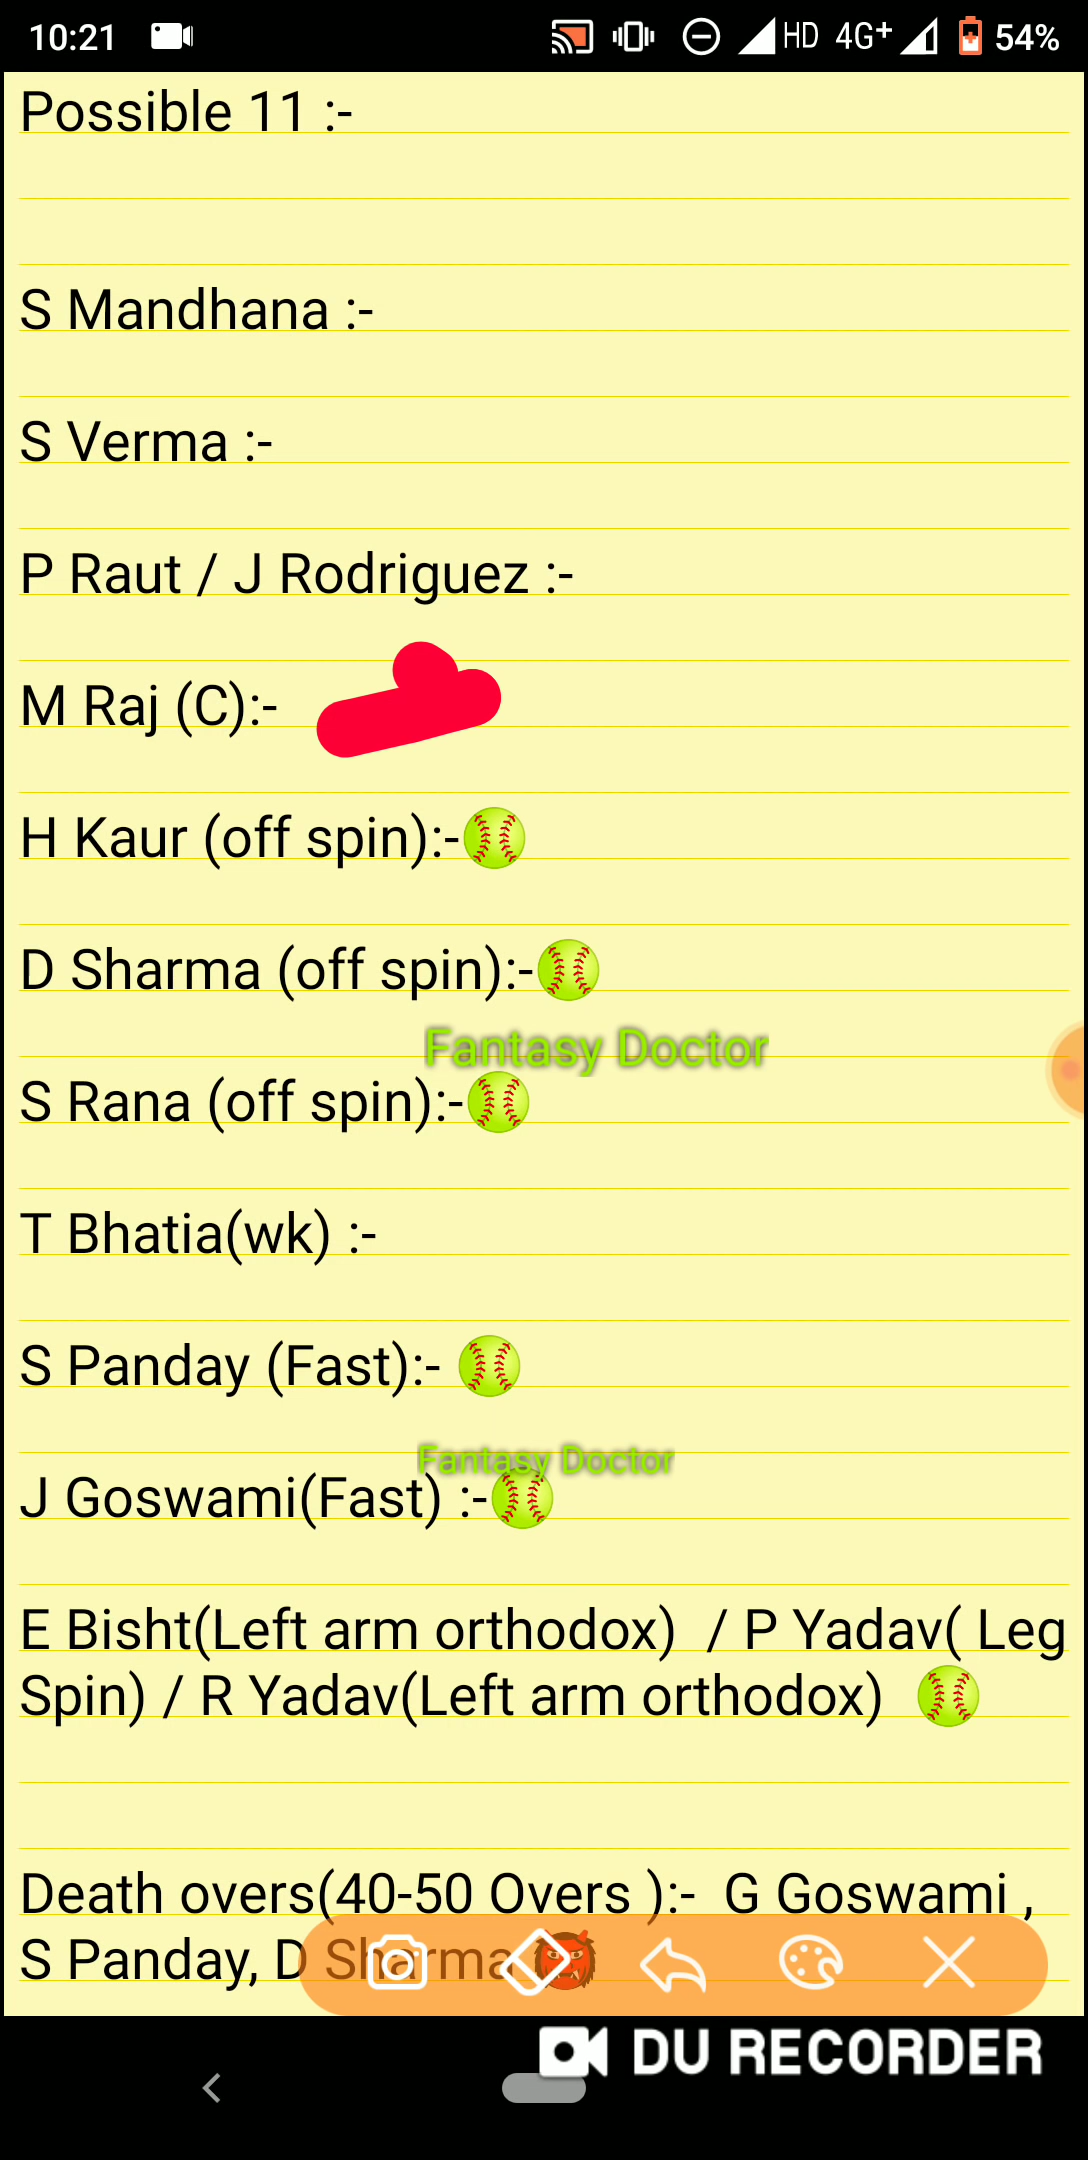 10:21 HD 4G+ 54%
Possible 11 :-
S Mandhana :-
S Verma :-
P Raut / J Rodriguez :-
M Raj (C):-
H Kaur (off spin):-
D Sharma (off spin):-
Fantasy Doctor
S Rana (off spin):-
T Bhatia(wk) :-
S Panday (Fast):-
Fantasy Doctor
J Goswami(Fast) :-
E Bisht(Left arm orthodox) / P Yadav( Leg
Spin) / R Yadav(Left arm orthodox)
Death overs(40-50 Overs ):- G Goswami ,
S Panday, D Sharma
DU RECORDER